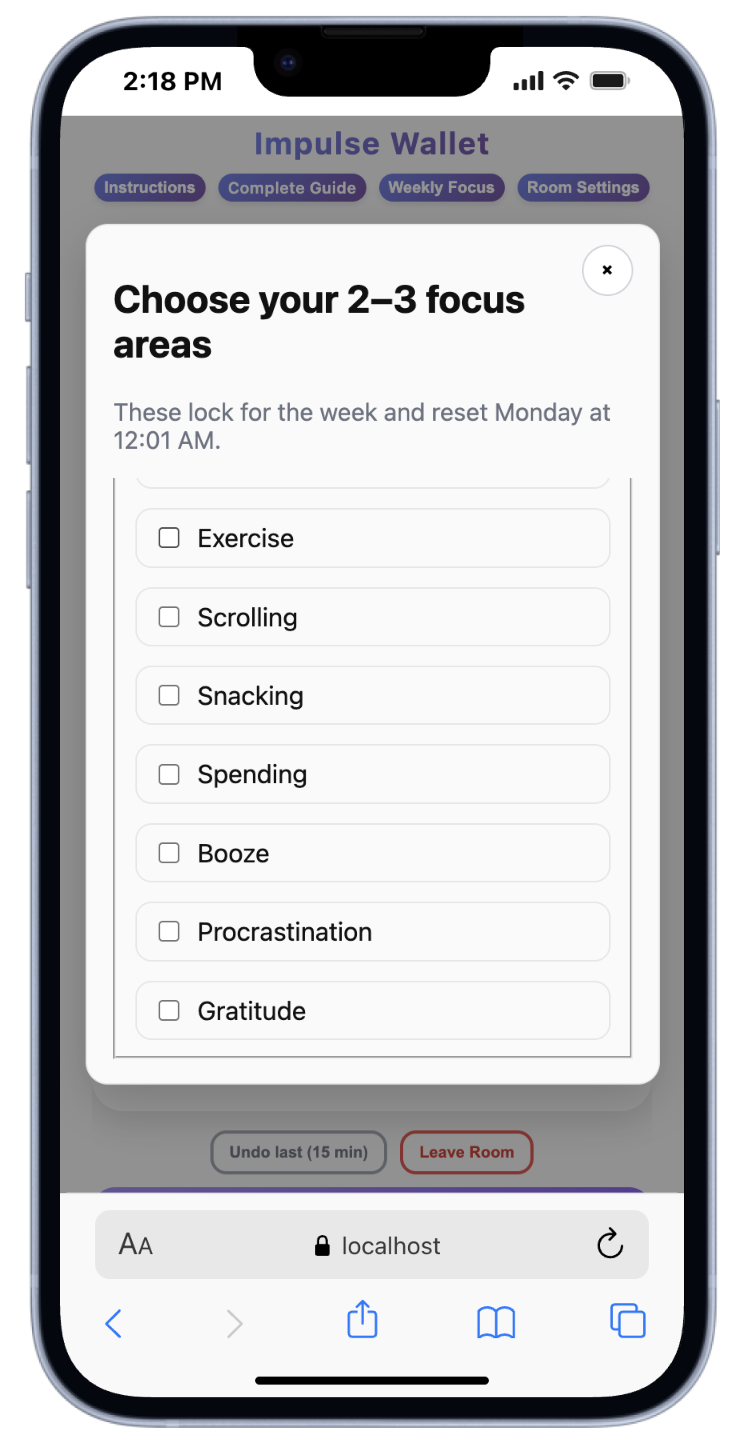 2:18 PM
Impulse Wallet
Instructions
Complete Guide
Weekly Focus
Room Settings
×
Choose your 2–3 focus
areas
These lock for the week and reset Monday at
12:01 AM.
Exercise
Scrolling
Snacking
Spending
Booze
Procrastination
Gratitude
Undo last (15 min)
Leave Room
AA
localhost